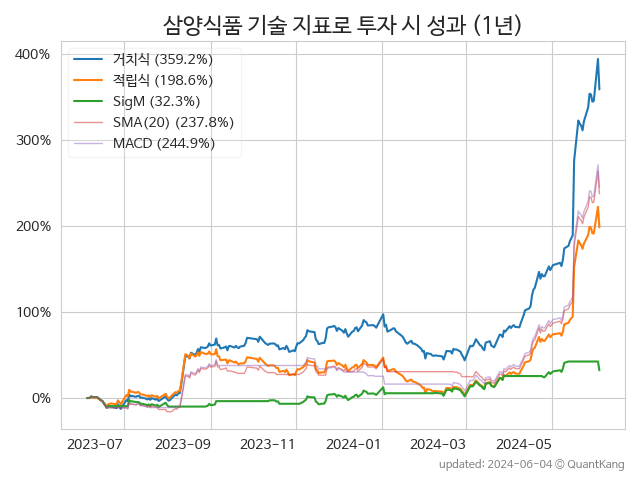 삼양식품 기술 지표로 투자 시 성과 (1년)
400%
300%
200%
100%
0%
거치식 (359.2%)
적립식 (198.6%)
SigM (32.3%)
SMA(20) (237.8%)
MACD (244.9%)
2023-07 2023-09 2023-11 2024-01 2024-03 2024-05
updated: 2024-06-04 © QuantKang